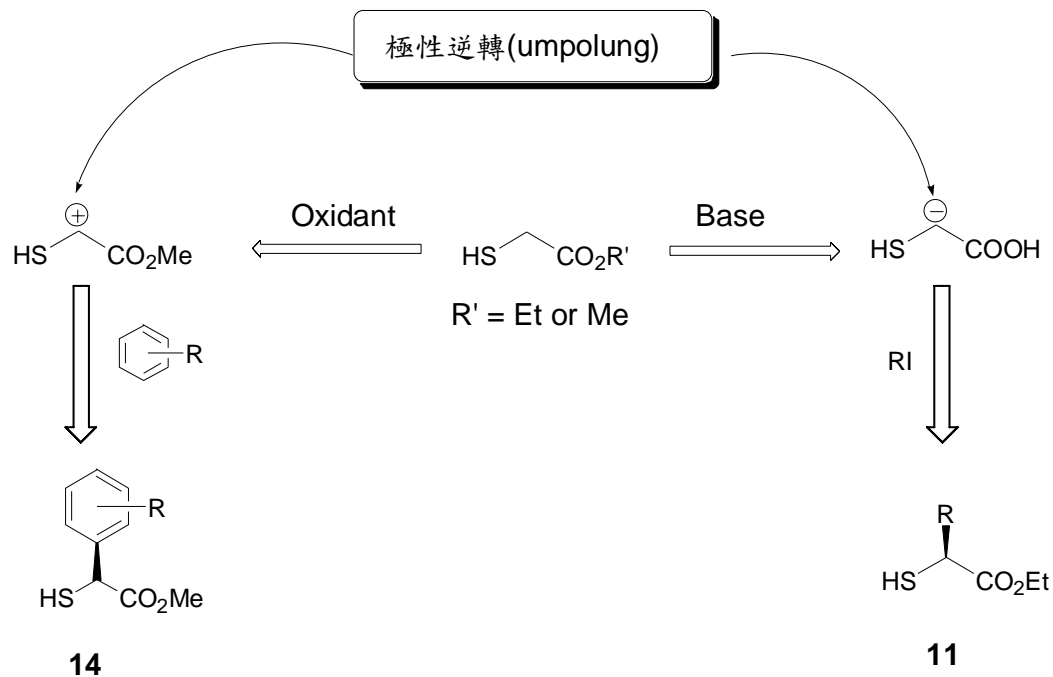 極性逆轉(umpolung)
Oxidant
Base
HS
⊕
CO2Me
HS
CO2R'
HS
⊖
COOH
R' = Et or Me
R
RI
R
R
HS
CO2Me
HS
CO2Et
14
11